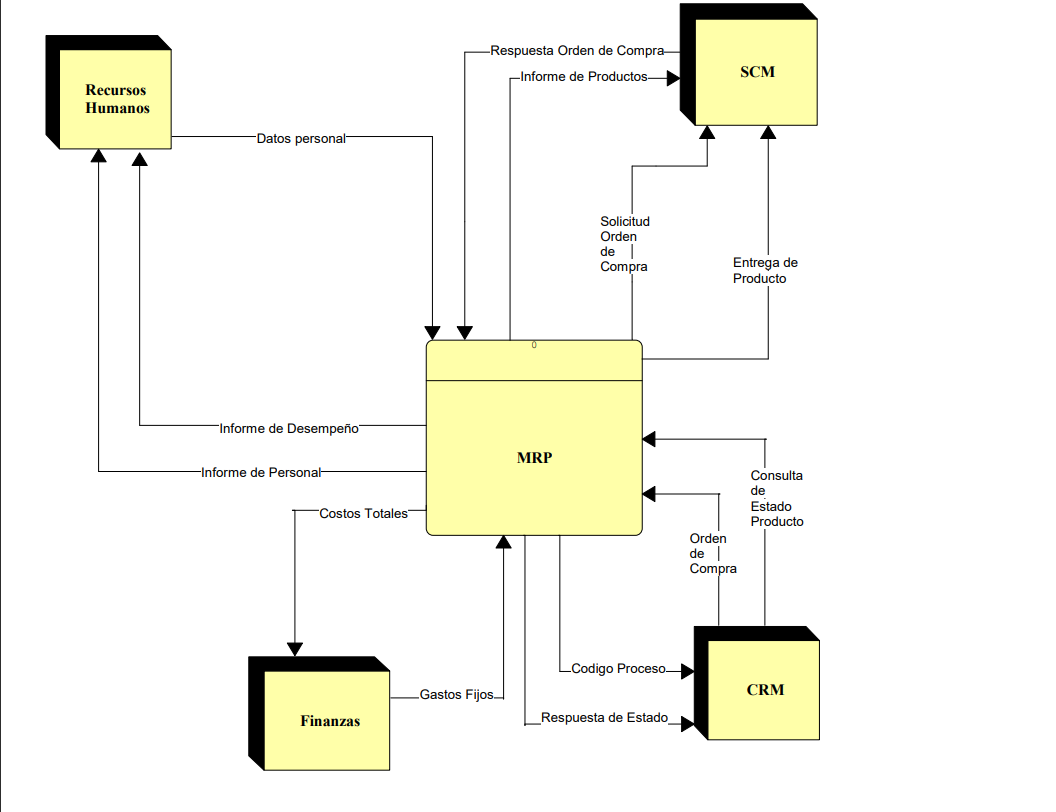 Respuesta Orden de Compra
Informe de Productos
SCM
Recursos
Humanos
Datos personal
Solicitud
Orden
de
Compra
Entrega de
Producto
0
MRP
Informe de Desempeño
Informe de Personal
Costos Totales
Consulta
de
Estado
Producto
Orden
de
Compra
Codigo Proceso
Respuesta de Estado
CRM
Gastos Fijos
Finanzas